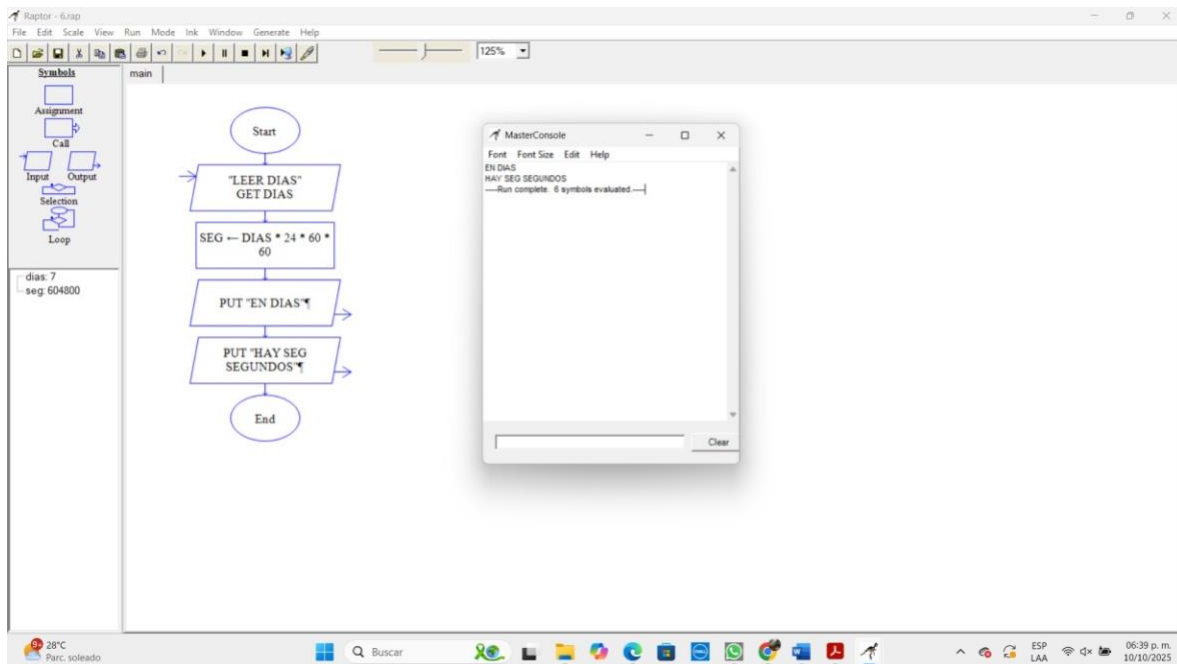 Raptor - 6.rap
File Edit Scale View Run Mode Ink Window Generate Help
125%
Symbols
Assignment
Call
Input Output
Selection
Loop
dias: 7
seg: 604800
main
Start
"LEER DIAS"
GET DIAS
SEG ← DIAS * 24 * 60 *
60
PUT "EN DIAS"¶
PUT "HAY SEG
SEGUNDOS"¶
End
MasterConsole
Font Font Size Edit Help
EN DIAS
HAY SEG SEGUNDOS
----Run complete. 6 symbols evaluated.----
Clear
28°C
Parc. soleado
Buscar
ESP
LAA
06:39 p. m.
10/10/2025